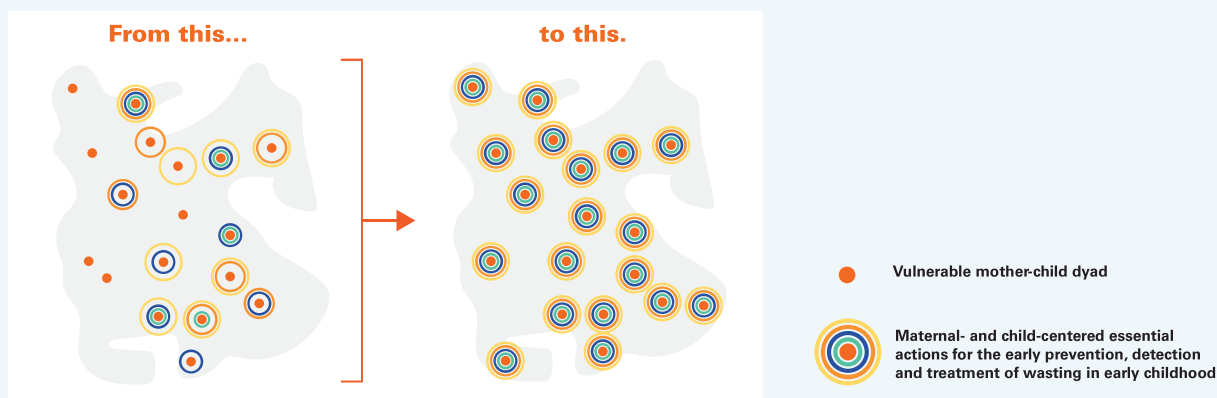 From this...
to this.
Vulnerable mother-child dyad
Maternal- and child-centered essential
actions for the early prevention, detection
and treatment of wasting in early childhood